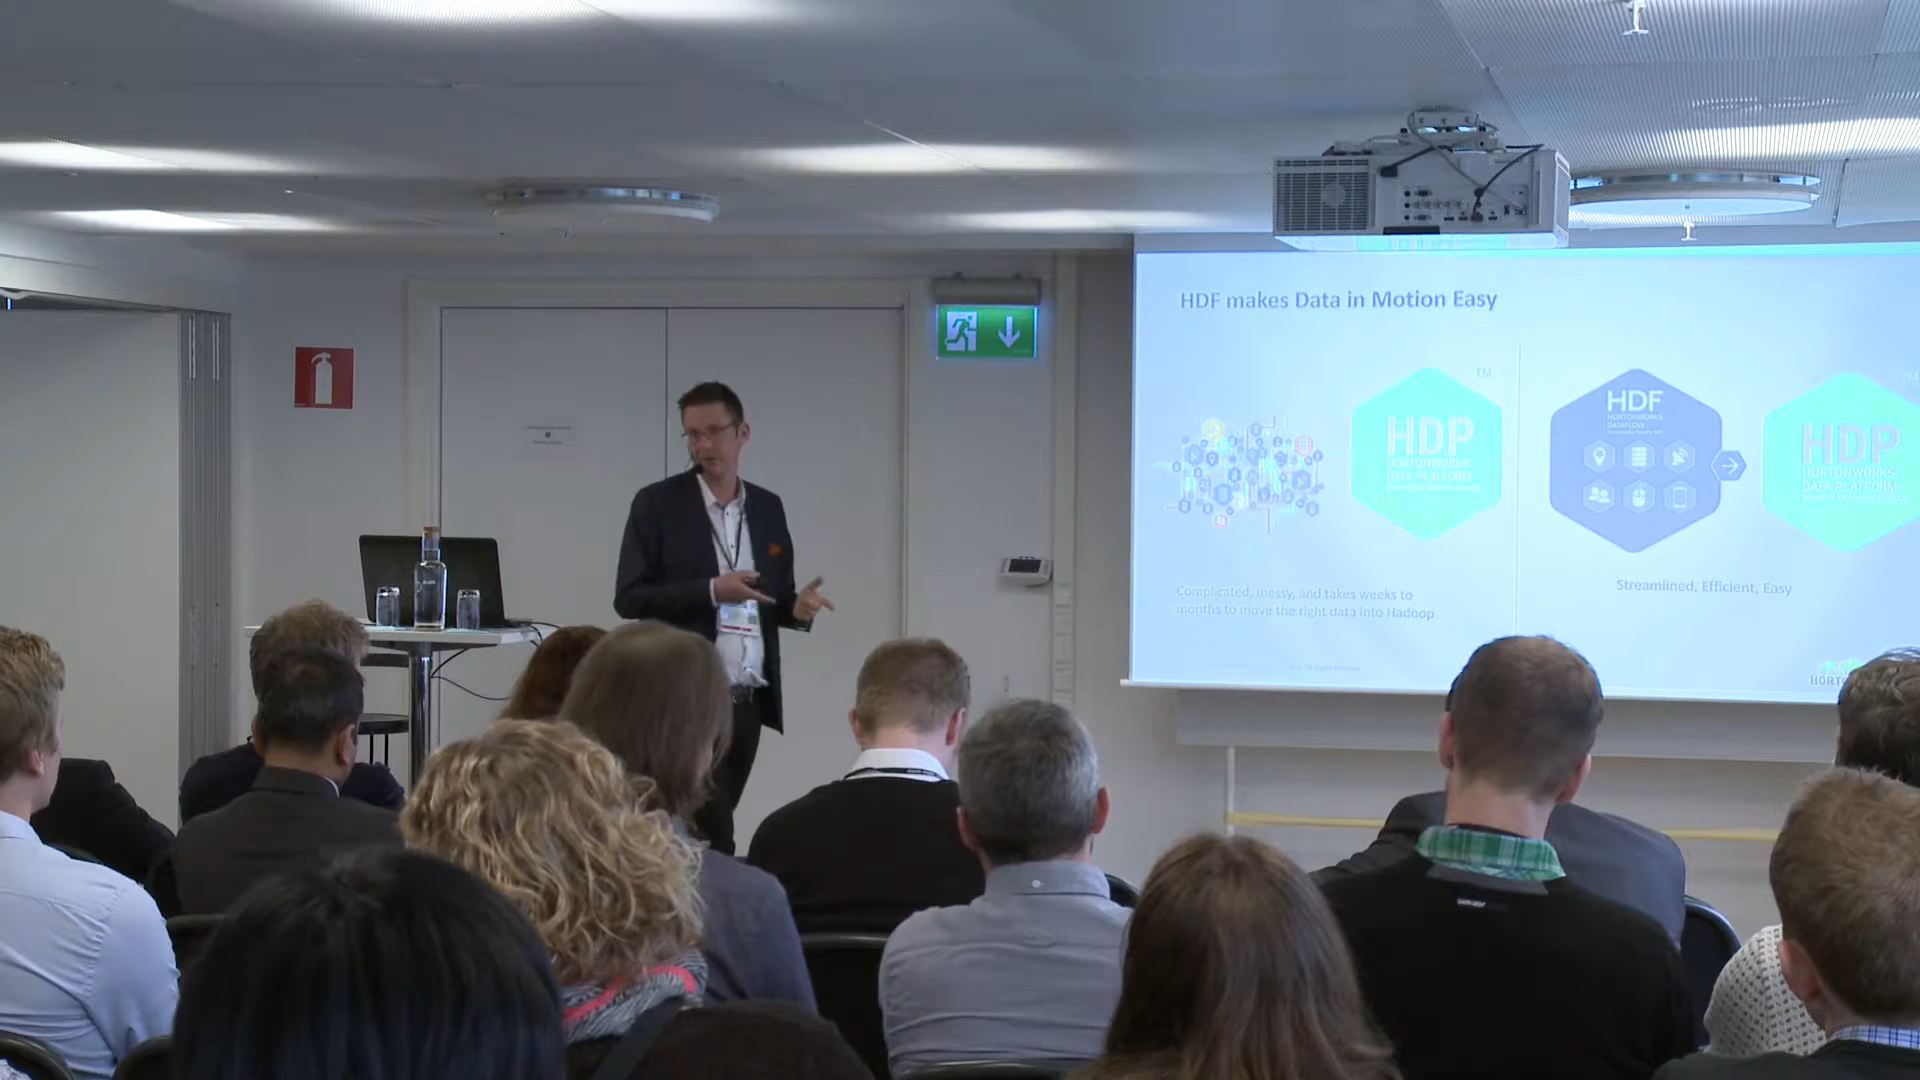 HDF makes Data in Motion Easy
TM
HDP
HORTONWORKS
DATA PLATFORM
HDF
HORTONWORKS
DATAFLOW
HDP
HORTONWORKS
DATA PLATFORM
Complicated, messy, and takes weeks to
months to move the right data into Hadoop
Streamlined, Efficient, Easy